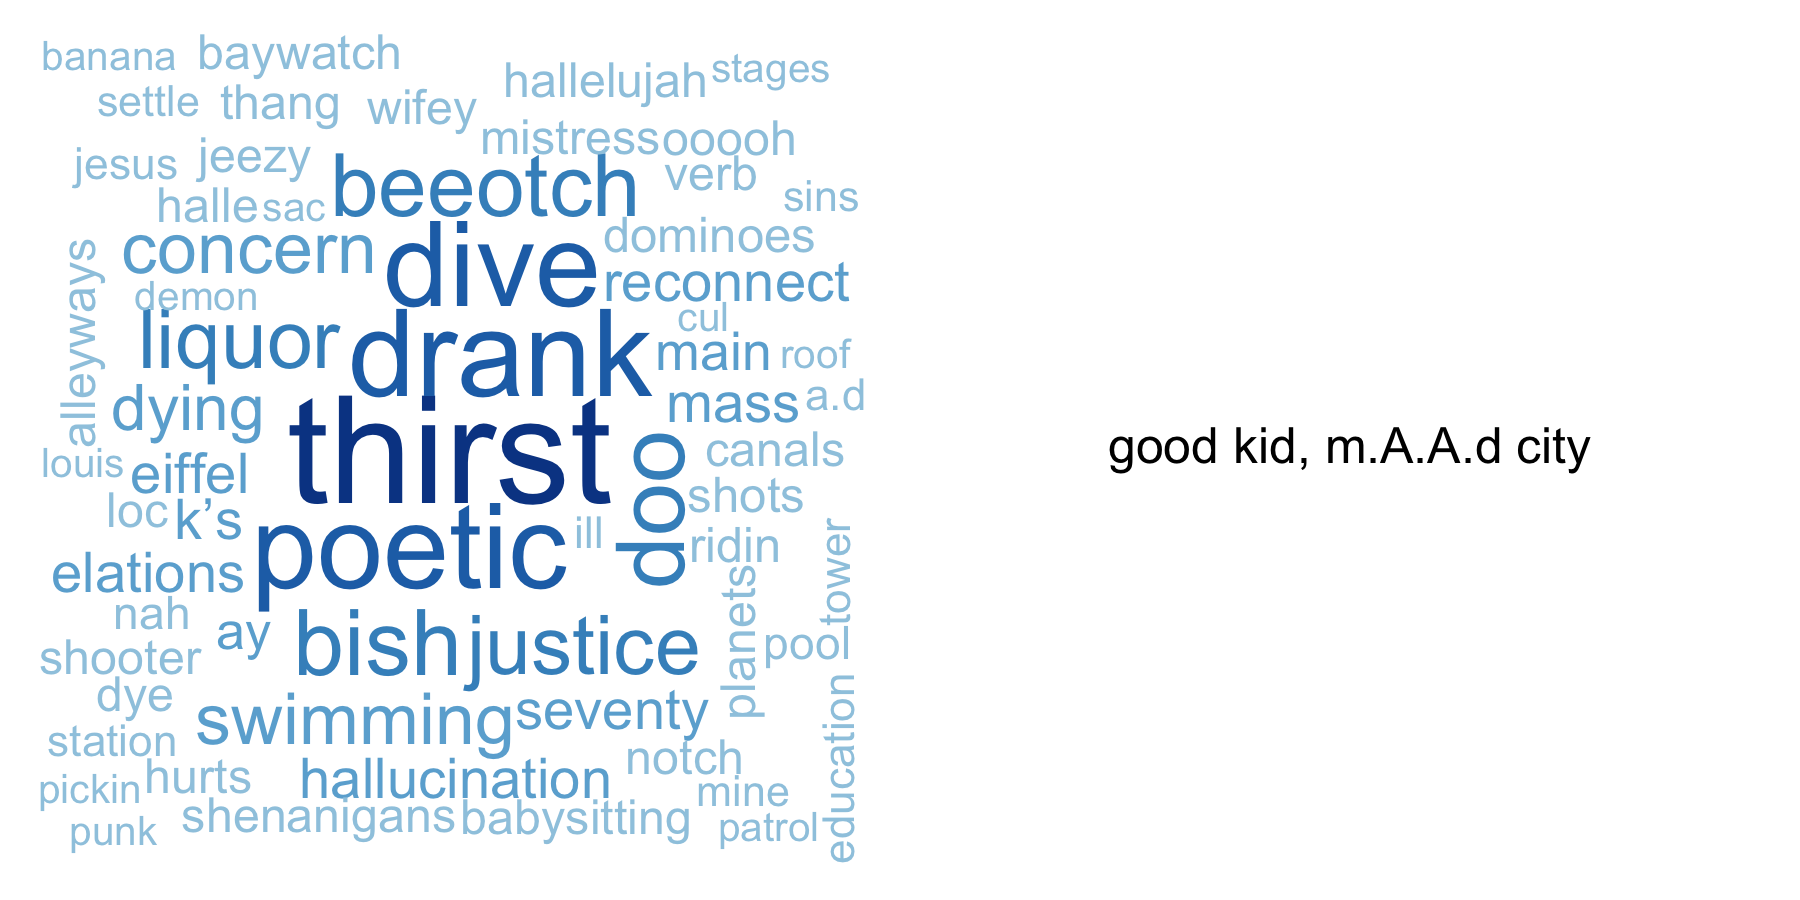 banana baywatch
hallelujah stages
settle thang wifey
mistress ooooh
jesus jeezy beeotch verb
halle sac sins
concern dive dominoes
alleyways demon reconnect
liquor drank cul
main roof
dying thirst mass a.d
louis eiffel doo canals
loc k’s shots
poetic ill ridin
elations planets tower
nah ay bish justice
shooter pool
dye swimming seventy education
station notch
pickin hurts hallucination mine
punk shenanigans babysitting patrol
good kid, m.A.A.d city